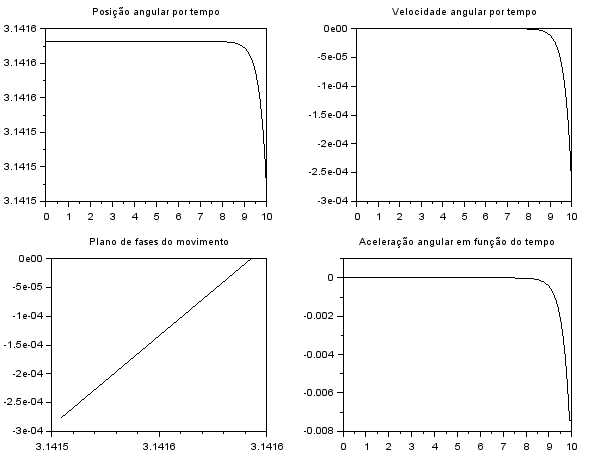 Posição angular por tempo
3.1416
3.1416
3.1416
3.1415
3.1415
3.1415
0 1 2 3 4 5 6 7 8 9 10
Velocidade angular por tempo
0e00
-5e-05
-1e-04
-1.5e-04
-2e-04
-2.5e-04
-3e-04
0 1 2 3 4 5 6 7 8 9 10
Plano de fases do movimento
0e00
-5e-05
-1e-04
-1.5e-04
-2e-04
-2.5e-04
-3e-04
3.1415 3.1416 3.1416
Aceleração angular em função do tempo
0
-0.002
-0.004
-0.006
-0.008
0 1 2 3 4 5 6 7 8 9 10